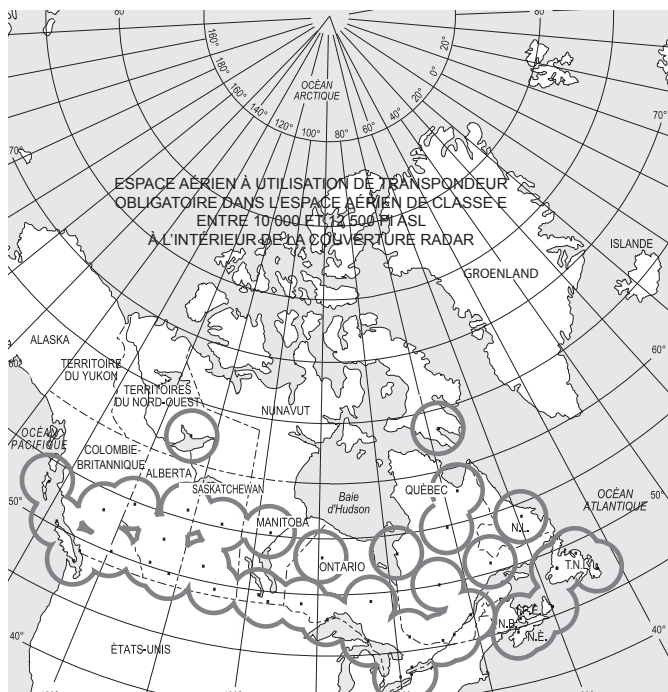 80°
160°
180°
160°
140°
120°
100°
80°
60°
40°
20°
0°
20°
60°
70°
70°
OCÉAN
ARCTIQUE
ESPACE AÉRIEN À UTILISATION DE TRANSPONDEUR
OBLIGATOIRE DANS L'ESPACE AÉRIEN DE CLASSE E
ENTRE 10 000 ET 12 500 PI ASL
À L'INTÉRIEUR DE LA COUVERTURE RADAR
ISLANDE
GROENLAND
ALASKA
60°
60°
TERRITOIRE
DU YUKON
TERRITOIRES
DU NORD-OUEST
NUNAVUT
OCÉAN
PACIFIQUE
COLOMBIE-
BRITANNIQUE
ALBERTA
SASKATCHEWAN
QUÉBEC
OCÉAN
ATLANTIQUE
50°
50°
Baie
d'Hudson
MANITOBA
N.L.
ONTARIO
T.N.
P.E.
N.B.
N.É.
40°
40°
ÈTATS-UNIS